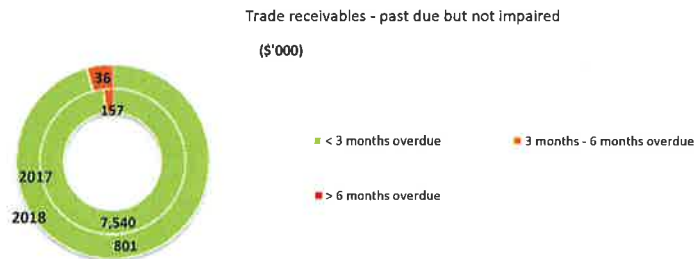 Trade receivables - past due but not impaired
($'000)
36
157
< 3 months overdue
3 months - 6 months overdue
2017
> 6 months overdue
2018
7,540
801